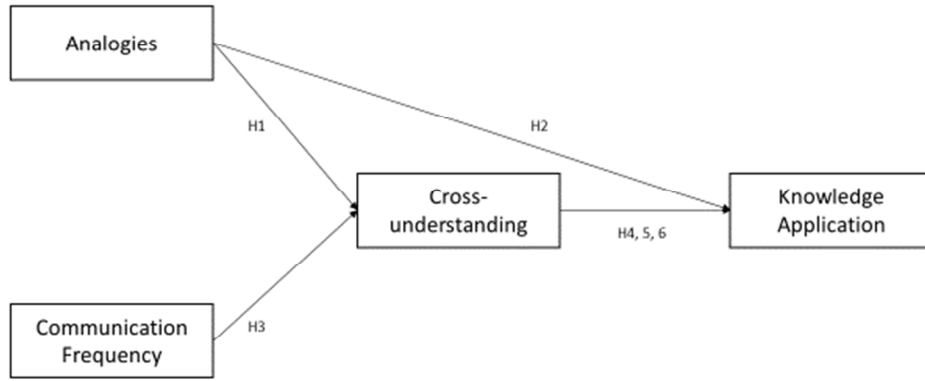 Analogies
H1
H2
Cross-
understanding
Knowledge
Application
H4, 5, 6
Communication
Frequency
H3